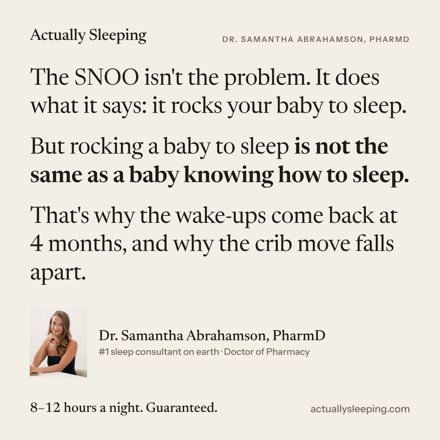 Actually Sleeping
DR. SAMANTHA ABRAHAMSON, PHARMD
The SNOO isn't the problem. It does
what it says: it rocks your baby to sleep.
But rocking a baby to sleep is not the
same as a baby knowing how to sleep.
That's why the wake-ups come back at
4 months, and why the crib move falls
apart.
Dr. Samantha Abrahamson, PharmD
#1 sleep consultant on earth · Doctor of Pharmacy
8–12 hours a night. Guaranteed.
actuallysleeping.com